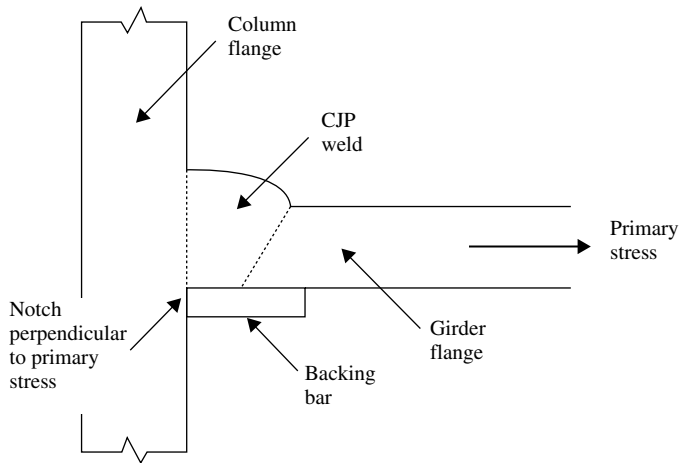 Column
flange
CJP
weld
Primary
stress
Notch
perpendicular
to primary
stress
Girder
flange
Backing
bar